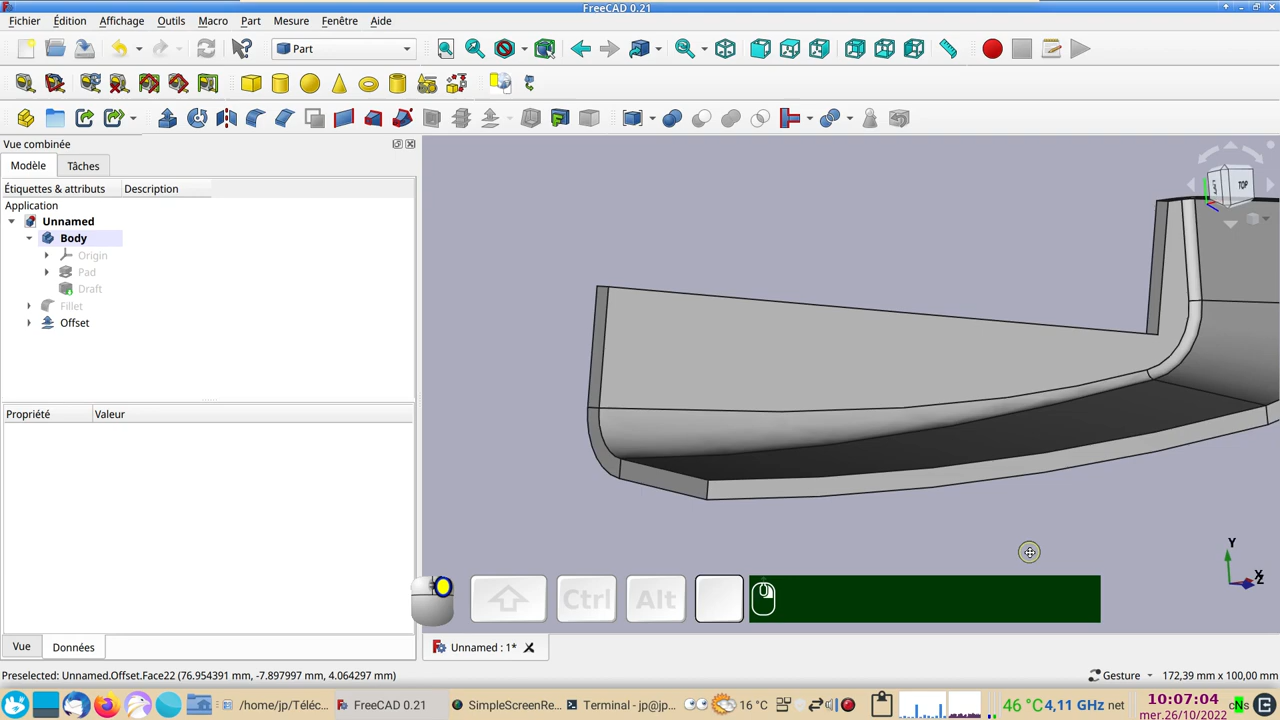 FreeCAD 0.21
Fichier Édition Affichage Outils Macro Part Mesure Fenêtre Aide
Part
Vue combinée
Modèle Tâches
Étiquettes & attributs Description
Application
Unnamed
Body
Origin
Pad
Draft
Fillet
Offset
Propriété Valeur
TOP
Y
X
Z
Ctrl Alt
Vue Données
Unnamed : 1*
Preselected: Unnamed.Offset.Face22 (76.954391 mm, -7.897997 mm, 4.064297 mm)
Gesture 172,39 mm x 100,00 mm
/home/jp/Téléc...
FreeCAD 0.21
SimpleScreenRe...
Terminal - jp@jp...
16 °C
46 °C 4,11 GHz net
10:07:04
mer.26/10/2022
cNs